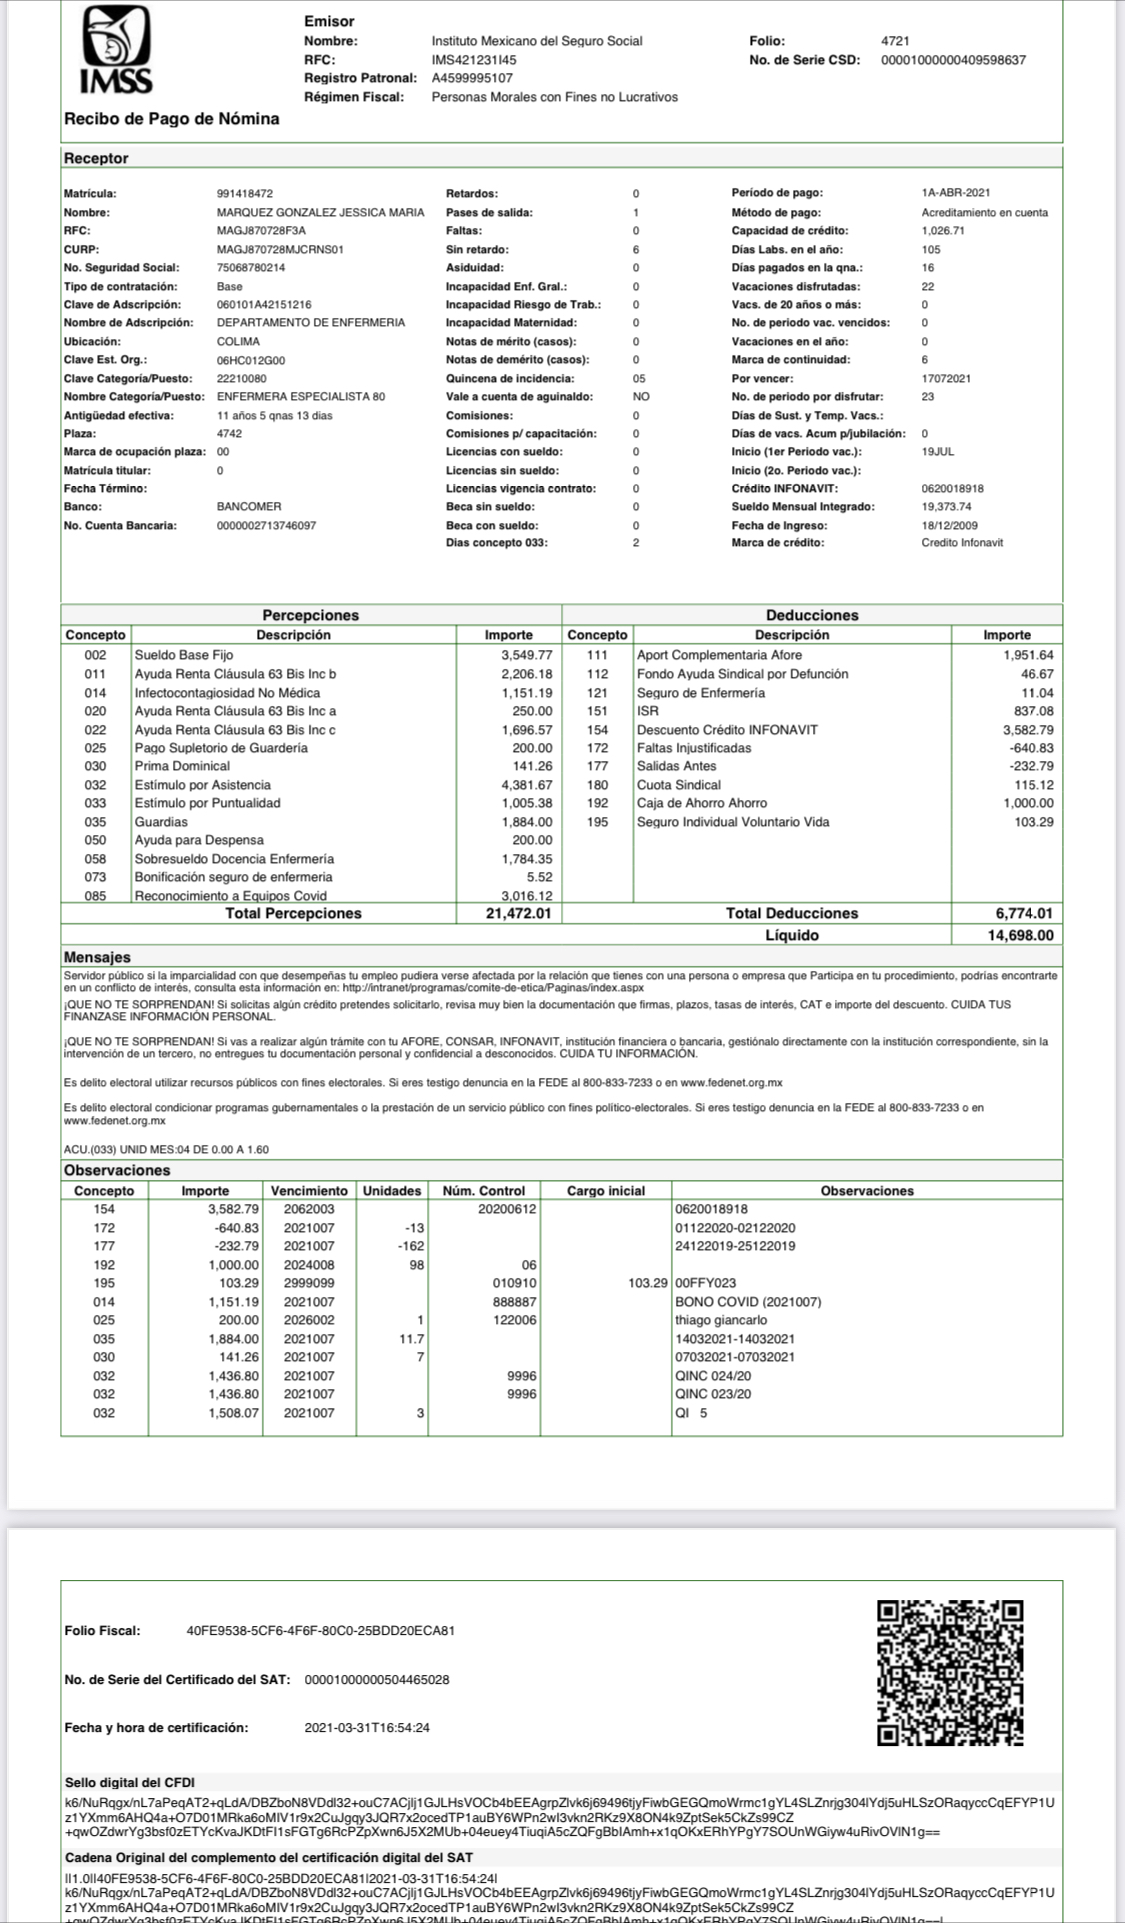 IMSS
Emisor
Nombre: Instituto Mexicano del Seguro Social Folio: 4721
RFC: IMS421231I45 No. de Serie CSD: 00001000000409598637
Registro Patronal: A4599995107
Régimen Fiscal: Personas Morales con Fines no Lucrativos
Recibo de Pago de Nómina
Receptor
Matrícula: 991418472 Retardos: 0 Período de pago: 1A-ABR-2021
Nombre: MARQUEZ GONZALEZ JESSICA MARIA Pases de salida: 1 Método de pago: Acreditamiento en cuenta
RFC: MAGJ870728F3A Faltas: 0 Capacidad de crédito: 1,026.71
CURP: MAGJ870728MJCRNS01 Sin retardo: 6 Días Labs. en el año: 105
No. Seguridad Social: 75068780214 Asiduidad: 0 Días pagados en la qna.: 16
Tipo de contratación: Base Incapacidad Enf. Gral.: 0 Vacaciones disfrutadas: 22
Clave de Adscripción: 060101A42151216 Incapacidad Riesgo de Trab.: 0 Vacs. de 20 años o más: 0
Nombre de Adscripción: DEPARTAMENTO DE ENFERMERIA Incapacidad Maternidad: 0 No. de periodo vac. vencidos: 0
Ubicación: COLIMA Notas de mérito (casos): 0 Vacaciones en el año: 0
Clave Est. Org.: 06HC012G00 Notas de demérito (casos): 0 Marca de continuidad: 6
Clave Categoría/Puesto: 22210080 Quincena de incidencia: 05 Por vencer: 17072021
Nombre Categoría/Puesto: ENFERMERA ESPECIALISTA 80 Vale a cuenta de aguinaldo: NO No. de periodo por disfrutar: 23
Antigüedad efectiva: 11 años 5 qnas 13 dias Comisiones: 0 Días de Sust. y Temp. Vacs.:
Plaza: 4742 Comisiones p/ capacitación: 0 Días de vacs. Acum p/jubilación: 0
Marca de ocupación plaza: 00 Licencias con sueldo: 0 Inicio (1er Periodo vac.): 19JUL
Matrícula titular: 0 Licencias sin sueldo: 0 Inicio (2o. Periodo vac.):
Fecha Término: Licencias vigencia contrato: 0 Crédito INFONAVIT: 0620018918
Banco: BANCOMER Beca sin sueldo: 0 Sueldo Mensual Integrado: 19,373.74
No. Cuenta Bancaria: 0000002713746097 Beca con sueldo: 0 Fecha de Ingreso: 18/12/2009
Dias concepto 033: 2 Marca de crédito: Credito Infonavit
Percepciones Deducciones
Concepto Descripción Importe Concepto Descripción Importe
002 Sueldo Base Fijo 3,549.77 111 Aport Complementaria Afore 1,951.64
011 Ayuda Renta Cláusula 63 Bis Inc b 2,206.18 112 Fondo Ayuda Sindical por Defunción 46.67
014 Infectocontagiosidad No Médica 1,151.19 121 Seguro de Enfermería 11.04
020 Ayuda Renta Cláusula 63 Bis Inc a 250.00 151 ISR 837.08
022 Ayuda Renta Cláusula 63 Bis Inc c 1,696.57 154 Descuento Crédito INFONAVIT 3,582.79
025 Pago Supletorio de Guardería 200.00 172 Faltas Injustificadas -640.83
030 Prima Dominical 141.26 177 Salidas Antes -232.79
032 Estímulo por Asistencia 4,381.67 180 Cuota Sindical 115.12
033 Estímulo por Puntualidad 1,005.38 192 Caja de Ahorro Ahorro 1,000.00
035 Guardias 1,884.00 195 Seguro Individual Voluntario Vida 103.29
050 Ayuda para Despensa 200.00
058 Sobresueldo Docencia Enfermería 1,784.35
073 Bonificación seguro de enfermeria 5.52
085 Reconocimiento a Equipos Covid 3,016.12
Total Percepciones 21,472.01 Total Deducciones 6,774.01
Líquido 14,698.00
Mensajes
Servidor público si la imparcialidad con que desempeñas tu empleo pudiera verse afectada por la relación que tienes con una persona o empresa que Participa en tu procedimiento, podrías encontrarte
en un conflicto de interés, consulta esta información en: http://intranet/programas/comite-de-etica/Paginas/index.aspx
¡QUE NO TE SORPRENDAN! Si solicitas algún crédito pretendes solicitarlo, revisa muy bien la documentación que firmas, plazos, tasas de interés, CAT e importe del descuento. CUIDA TUS
FINANZASE INFORMACIÓN PERSONAL.
¡QUE NO TE SORPRENDAN! Si vas a realizar algún trámite con tu AFORE, CONSAR, INFONAVIT, institución financiera o bancaria, gestiónalo directamente con la institución correspondiente, sin la
intervención de un tercero, no entregues tu documentación personal y confidencial a desconocidos. CUIDA TU INFORMACIÓN.
Es delito electoral utilizar recursos públicos con fines electorales. Si eres testigo denuncia en la FEDE al 800-833-7233 o en www.fedenet.org.mx
Es delito electoral condicionar programas gubernamentales o la prestación de un servicio público con fines político-electorales. Si eres testigo denuncia en la FEDE al 800-833-7233 o en
www.fedenet.org.mx
ACU.(033) UNID MES:04 DE 0.00 A 1.60
Observaciones
Concepto Importe Vencimiento Unidades Núm. Control Cargo inicial Observaciones
154 3,582.79 2062003 20200612 0620018918
172 -640.83 2021007 -13 01122020-02122020
177 -232.79 2021007 -162 24122019-25122019
192 1,000.00 2024008 98 06
195 103.29 2999099 010910 103.29 00FFY023
014 1,151.19 2021007 888887 BONO COVID (2021007)
025 200.00 2026002 1 122006 thiago giancarlo
035 1,884.00 2021007 11.7 14032021-14032021
030 141.26 2021007 7 07032021-07032021
032 1,436.80 2021007 9996 QINC 024/20
032 1,436.80 2021007 9996 QINC 023/20
032 1,508.07 2021007 3 QI 5
Folio Fiscal: 40FE9538-5CF6-4F6F-80C0-25BDD20ECA81
No. de Serie del Certificado del SAT: 00001000000504465028
Fecha y hora de certificación: 2021-03-31T16:54:24
Sello digital del CFDI
k6/NuRqgx/nL7aPeqAT2+qLdA/DBZboN8VDdl32+ouC7ACjlj1GJLHsVOCb4bEEAgrpZlvk6j69496tjyFiwbGEGQmoWrmc1gYL4SLZnrjg304lYdj5uHLSzORaqyccCqEFYP1U
z1YXmm6AHQ4a+O7D01MRka6oMIV1r9x2CuJgqy3JQR7x2ocedTP1auBY6WPn2wI3vkn2RKz9X8ON4k9ZptSek5CkZs99CZ
+qwOZdwrYg3bsf0zETYcKvaJKDtFI1sFGTg6RcPZpXwn6J5X2MUb+04euey4TiuqiA5cZQFgBbIAmh+x1qOKxERhYPgY7SOUnWGiyw4uRivOVlN1g==
Cadena Original del complemento del certificación digital del SAT
||1.0||40FE9538-5CF6-4F6F-80C0-25BDD20ECA81|2021-03-31T16:54:24|
k6/NuRqgx/nL7aPeqAT2+qLdA/DBZboN8VDdl32+ouC7ACjlj1GJLHsVOCb4bEEAgrpZlvk6j69496tjyFiwbGEGQmoWrmc1gYL4SLZnrjg304lYdj5uHLSzORaqyccCqEFYP1U
z1YXmm6AHQ4a+O7D01MRka6oMIV1r9x2CuJgqy3JQR7x2ocedTP1auBY6WPn2wI3vkn2RKz9X8ON4k9ZptSek5CkZs99CZ